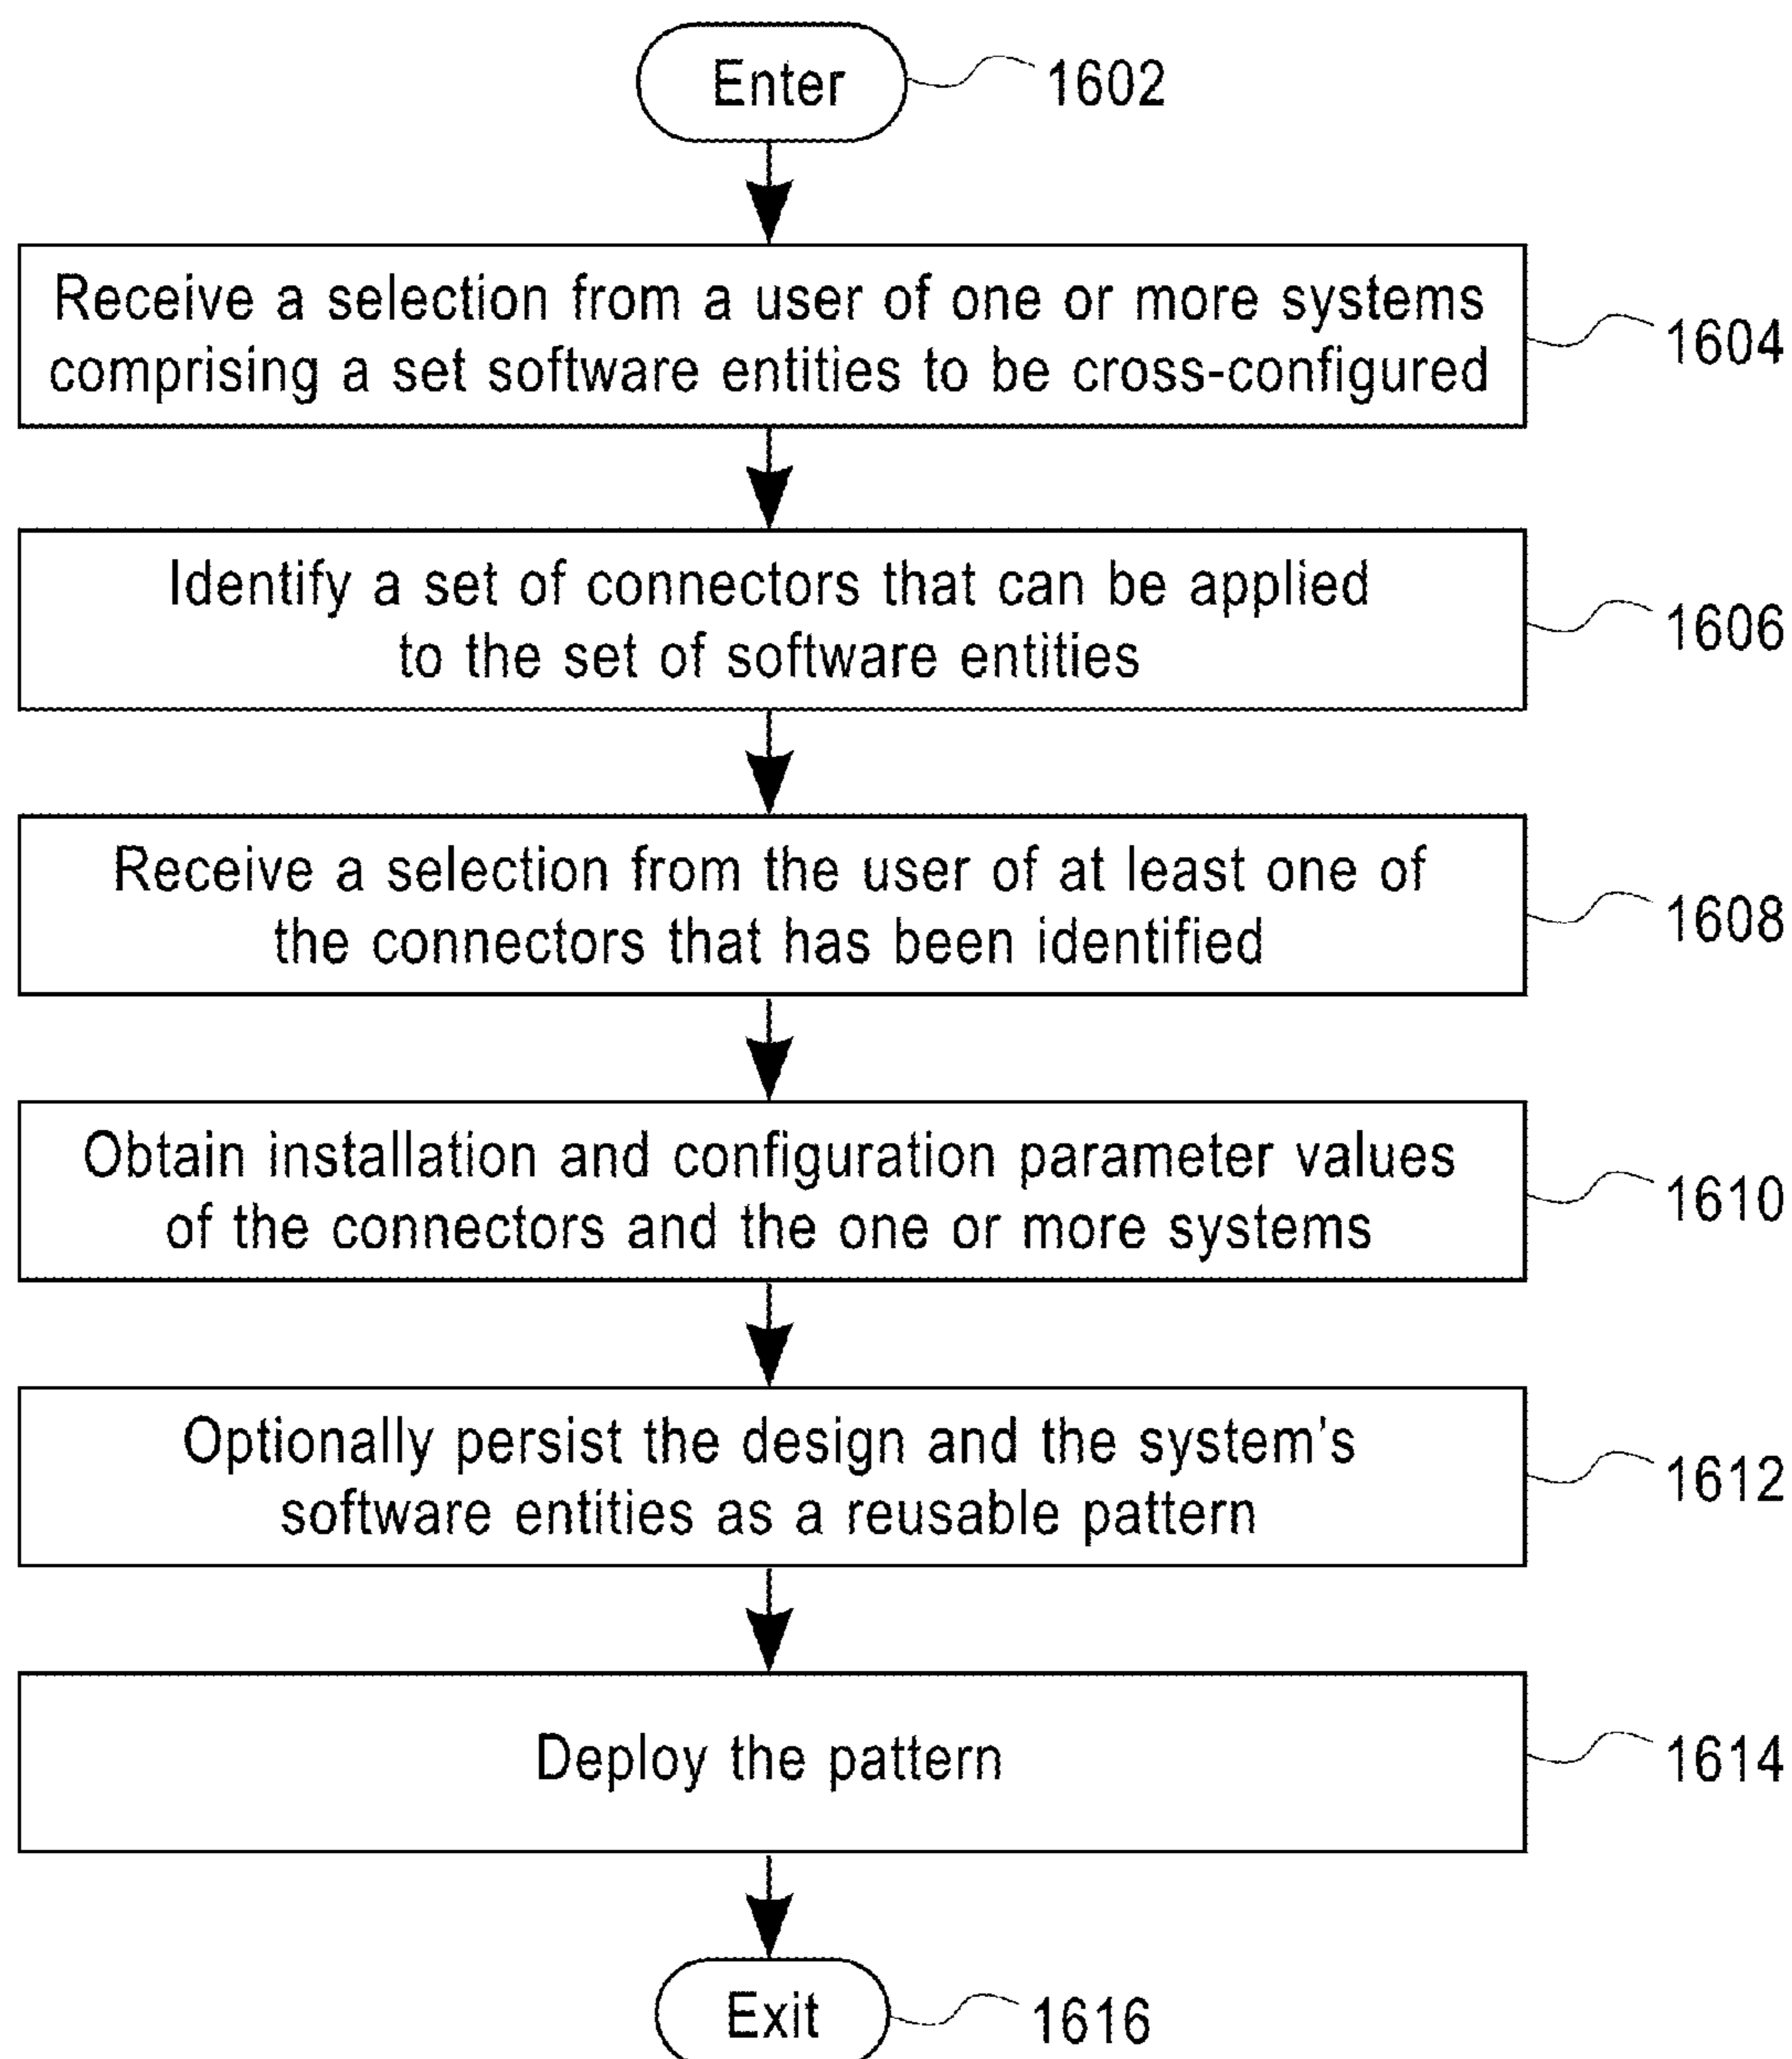 Enter
1602
Receive a selection from a user of one or more systems
comprising a set software entities to be cross-configured
1604
Identify a set of connectors that can be applied
to the set of software entities
1606
Receive a selection from the user of at least one of
the connectors that has been identified
1608
Obtain installation and configuration parameter values
of the connectors and the one or more systems
1610
Optionally persist the design and the system's
software entities as a reusable pattern
1612
Deploy the pattern
1614
Exit
1616